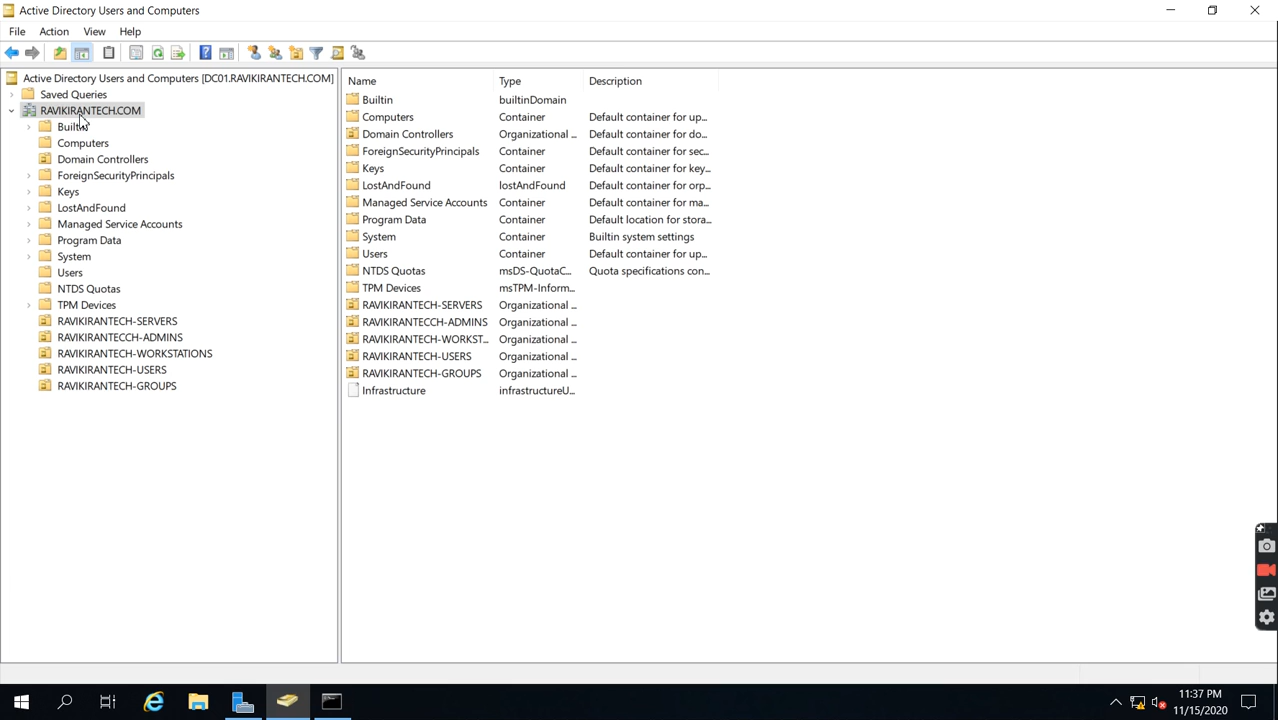 Active Directory Users and Computers
File Action View Help
Active Directory Users and Computers [DC01.RAVIKIRANTECH.COM]
Saved Queries
RAVIKIRANTECH.COM
Builtin
Computers
Domain Controllers
ForeignSecurityPrincipals
Keys
LostAndFound
Managed Service Accounts
Program Data
System
Users
NTDS Quotas
TPM Devices
RAVIKIRANTECH-SERVERS
RAVIKIRANTECCH-ADMINS
RAVIKIRANTECH-WORKSTATIONS
RAVIKIRANTECH-USERS
RAVIKIRANTECH-GROUPS
Name Type Description
Builtin builtinDomain
Computers Container Default container for up...
Domain Controllers Organizational ... Default container for do...
ForeignSecurityPrincipals Container Default container for sec...
Keys Container Default container for key...
LostAndFound lostAndFound Default container for orp...
Managed Service Accounts Container Default container for ma...
Program Data Container Default location for stora...
System Container Builtin system settings
Users Container Default container for up...
NTDS Quotas msDS-QuotaC... Quota specifications con...
TPM Devices msTPM-Inform...
RAVIKIRANTECH-SERVERS Organizational ...
RAVIKIRANTECCH-ADMINS Organizational ...
RAVIKIRANTECH-WORKST... Organizational ...
RAVIKIRANTECH-USERS Organizational ...
RAVIKIRANTECH-GROUPS Organizational ...
Infrastructure infrastructureU...
11:37 PM
11/15/2020